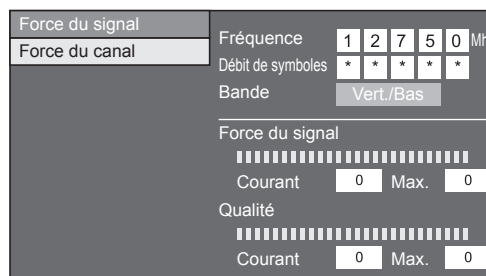 Force du signal
Force du canal
Fréquence 1 2 7 5 0 Mh
Débit de symboles * * * * *
Bande Vert./Bas
Force du signal
Courant 0 Max. 0
Qualité
Courant 0 Max. 0